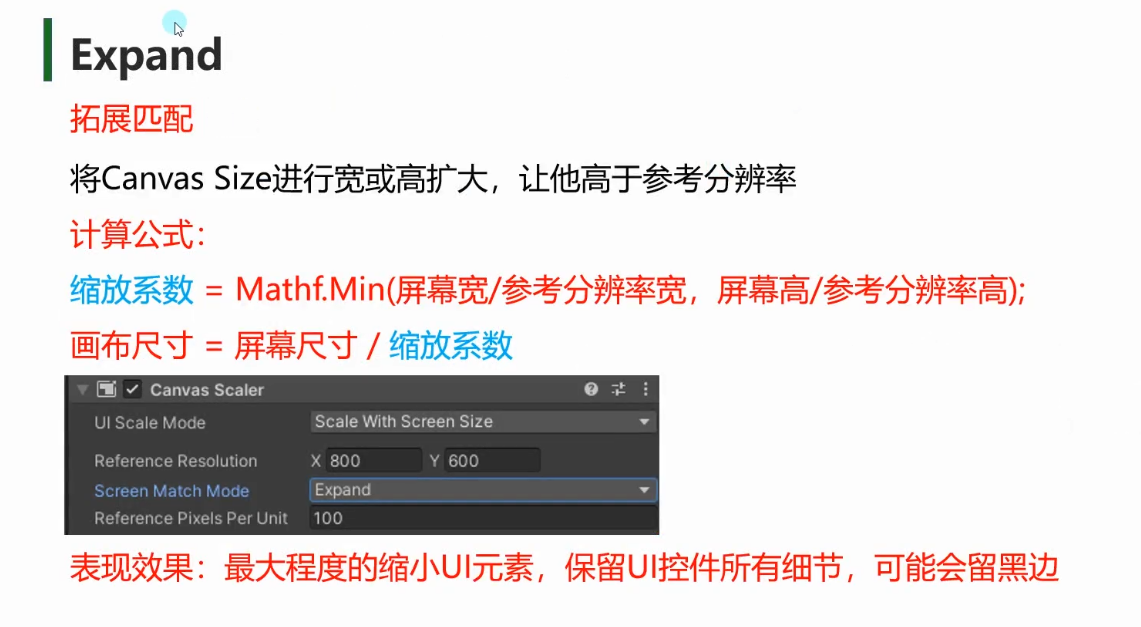 Expand
拓展匹配
将Canvas Size进行宽或高扩大，让他高于参考分辨率
计算公式：
缩放系数 = Mathf.Min(屏幕宽/参考分辨率宽，屏幕高/参考分辨率高);
画布尺寸 = 屏幕尺寸 / 缩放系数
Canvas Scaler
UI Scale Mode Scale With Screen Size
Reference Resolution X 800 Y 600
Screen Match Mode Expand
Reference Pixels Per Unit 100
表现效果：最大程度的缩小UI元素，保留UI控件所有细节，可能会留黑边